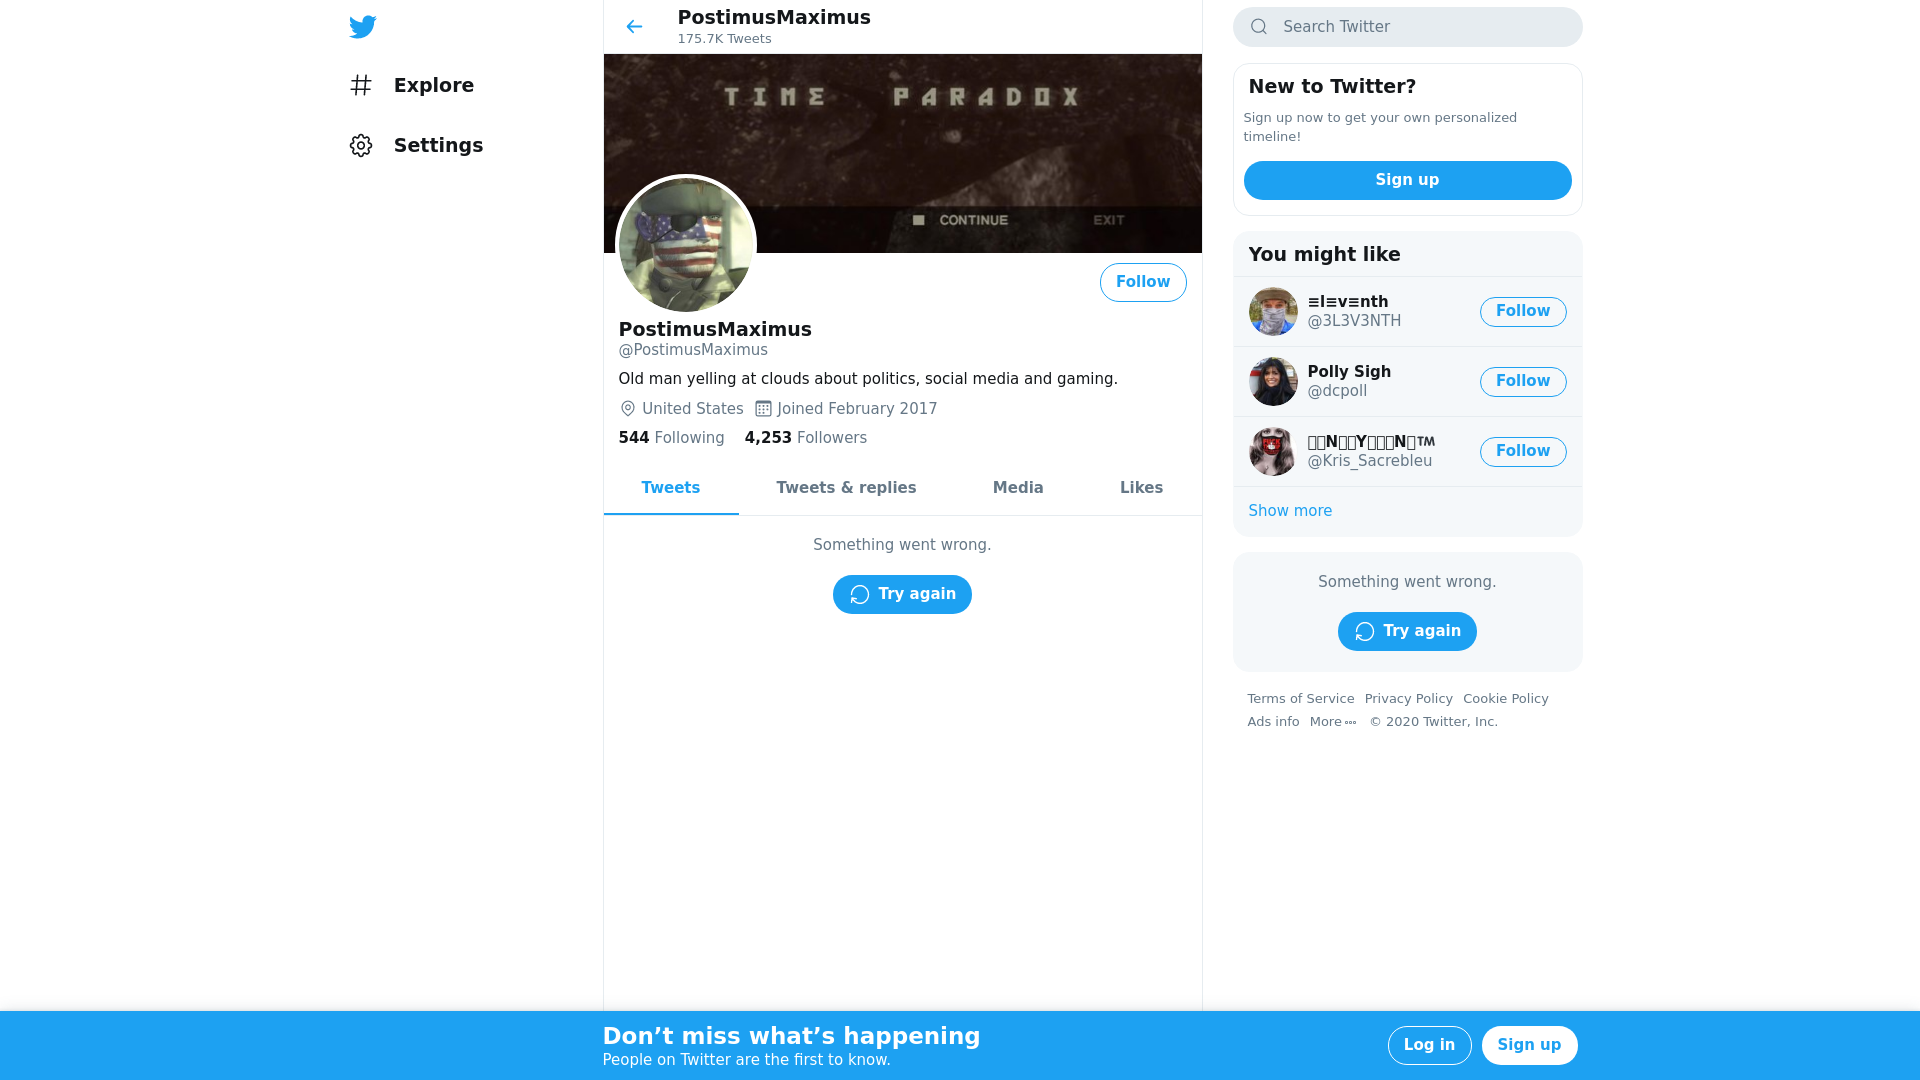 Explore
Settings
PostimusMaximus
175.7K Tweets
TIME PARADOX
CONTINUE EXIT
Follow
PostimusMaximus
@PostimusMaximus
Old man yelling at clouds about politics, social media and gaming.
United States Joined February 2017
544 Following 4,253 Followers
Tweets Tweets & replies Media Likes
Something went wrong.
Try again
Search Twitter
New to Twitter?
Sign up now to get your own personalized
timeline!
Sign up
You might like
≡l≡v≡nth
@3L3V3NTH
Follow
Polly Sigh
@dcpoll
Follow
@Kris_Sacrebleu
Follow
Show more
Something went wrong.
Try again
Terms of Service Privacy Policy Cookie Policy
Ads info More © 2020 Twitter, Inc.
Don’t miss what’s happening
People on Twitter are the first to know.
Log in Sign up